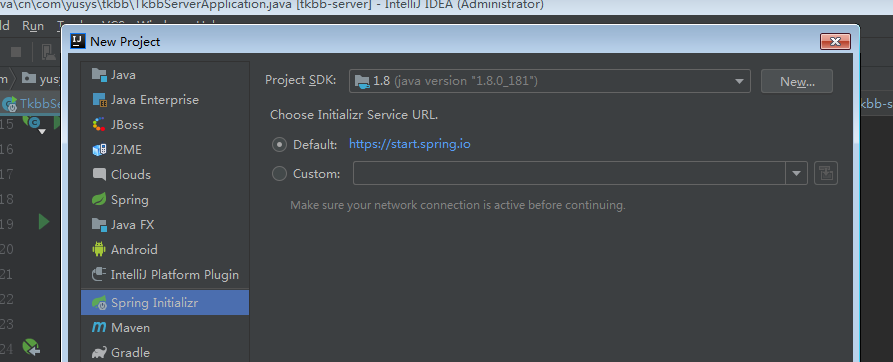 va\cn\com\yusys\tkbb\TkbbServerApplication.java [tkbb-server] - IntelliJ IDEA (Administrator)
ld Run
New Project
m yusy
TkbbSe
kbb-s
15
16
17
18
19
20
21
22
23
24
Java
Java Enterprise
JBoss
J2ME
Clouds
Spring
Java FX
Android
IntelliJ Platform Plugin
Spring Initializr
Maven
Gradle
Project SDK: 1.8 (java version "1.8.0_181") New...
Choose Initializr Service URL.
Default: https://start.spring.io
Custom:
Make sure your network connection is active before continuing.